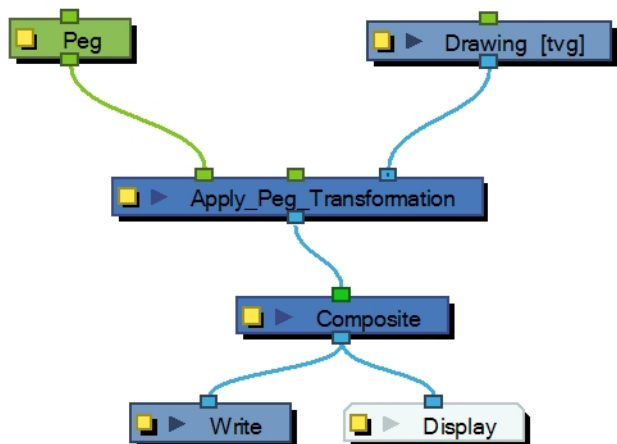 Peg
Drawing [tvg]
Apply_Peg_Transformation
Composite
Write
Display